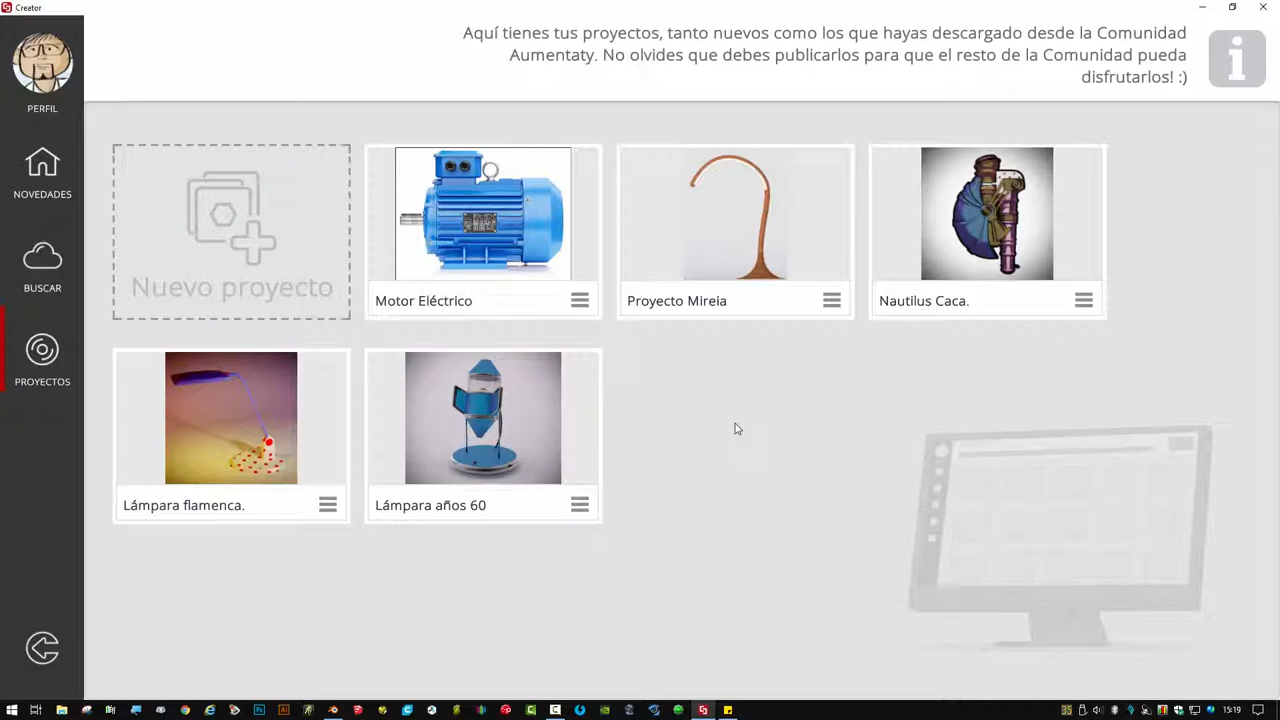 Creator
Aquí tienes tus proyectos, tanto nuevos como los que hayas descargado desde la Comunidad
Aumentaty. No olvides que debes publicarlos para que el resto de la Comunidad pueda
disfrutarlos! :)
PERFIL
NOVEDADES
BUSCAR
PROYECTOS
Nuevo proyecto
Motor Eléctrico
Proyecto Mireia
Nautilus Caca.
Lámpara flamenca.
Lámpara años 60
15:19